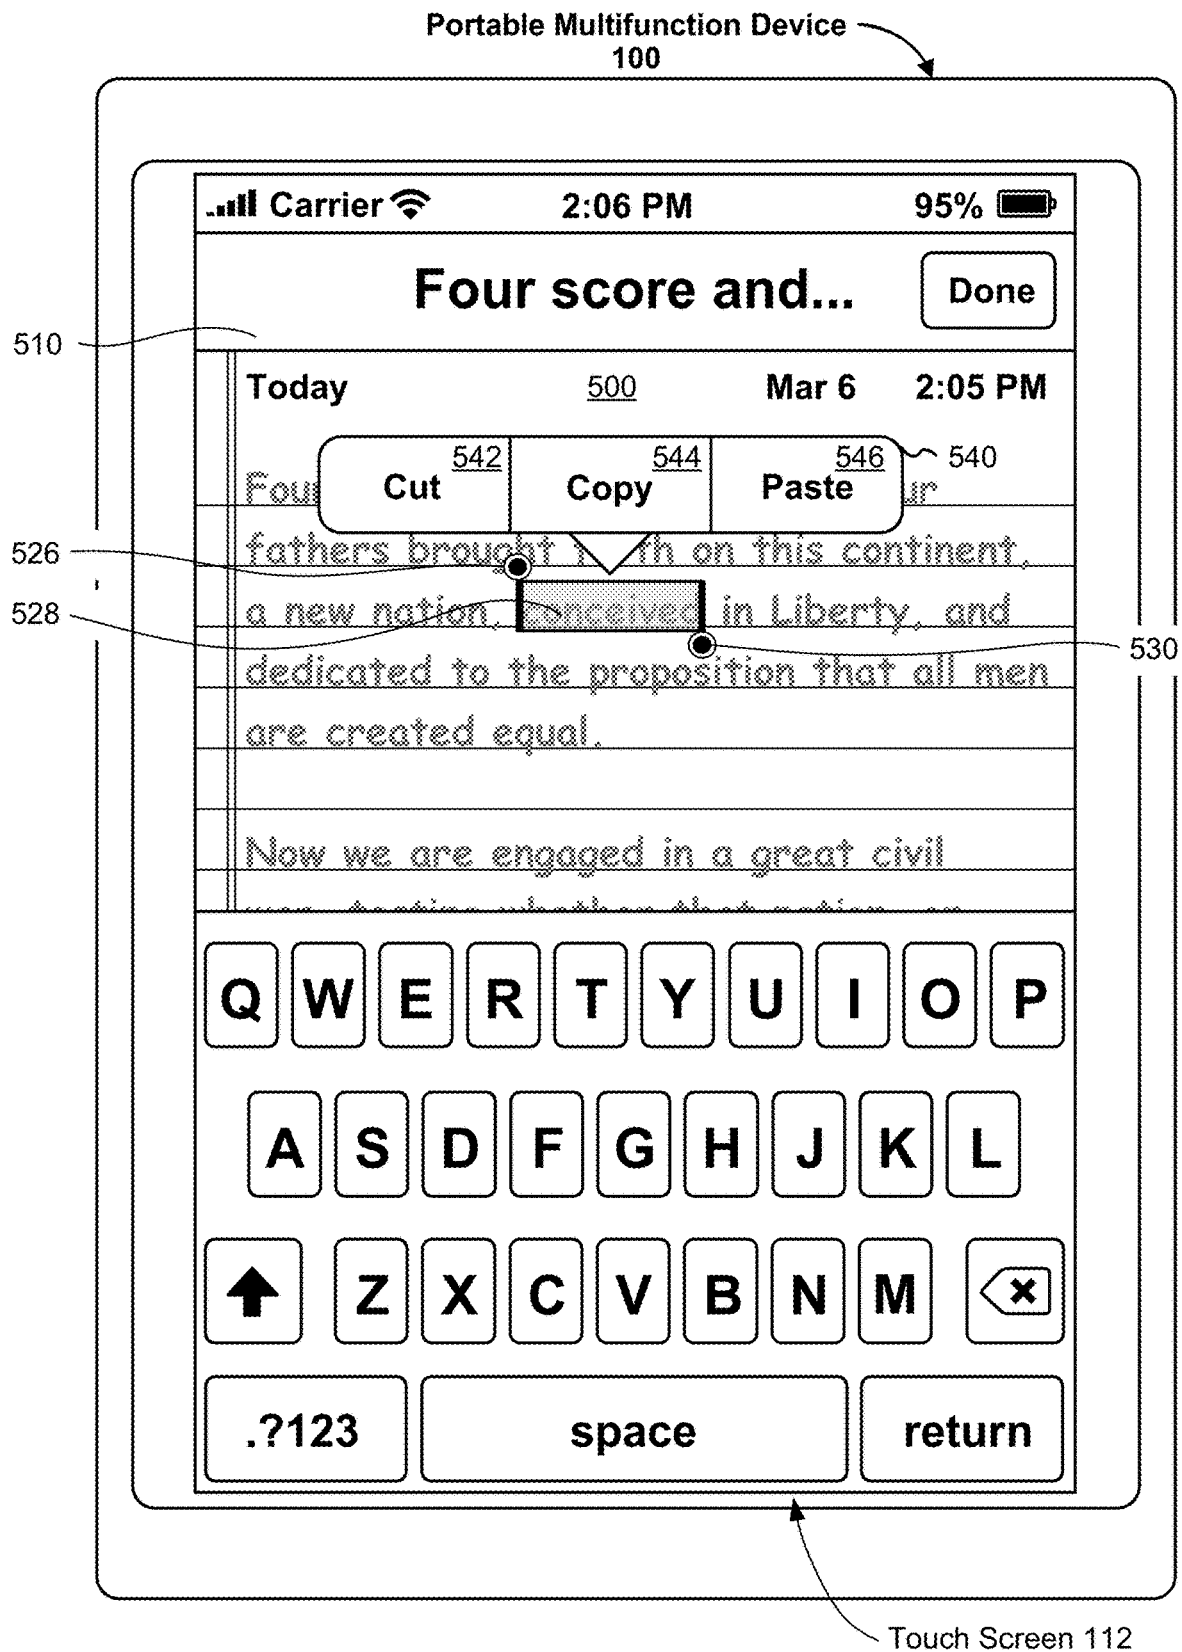 Portable Multifunction Device
100
Carrier 2:06 PM 95%
Four score and... Done
510
Today 500 Mar 6 2:05 PM
542 544 546 540
Cut Copy Paste
526
fathers brought th on this continent,
528
a new nation, conceived in Liberty, and
530
dedicated to the proposition that all men
are created equal.
Now we are engaged in a great civil
Q W E R T Y U I O P
A S D F G H J K L
Z X C V B N M
.?123 space return
Touch Screen 112